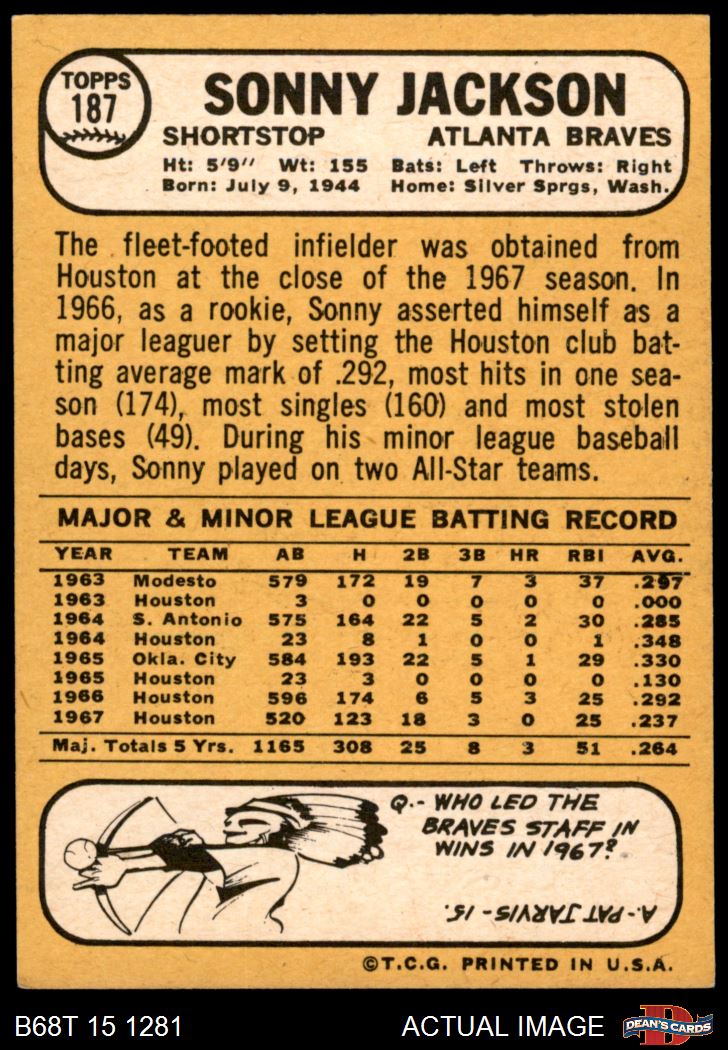 TOPPS
187
SONNY JACKSON
SHORTSTOP ATLANTA BRAVES
Ht: 5'9" Wt: 155 Bats: Left Throws: Right
Born: July 9, 1944 Home: Silver Sprgs, Wash.
The fleet-footed infielder was obtained from
Houston at the close of the 1967 season. In
1966, as a rookie, Sonny asserted himself as a
major leaguer by setting the Houston club bat-
ting average mark of .292, most hits in one sea-
son (174), most singles (160) and most stolen
bases (49). During his minor league baseball
days, Sonny played on two All-Star teams.
MAJOR & MINOR LEAGUE BATTING RECORD
YEAR TEAM AB H 2B 3B HR RBI AVG.
1963 Modesto 579 172 19 7 3 37 .297
1963 Houston 3 0 0 0 0 0 .000
1964 S. Antonio 575 164 22 5 2 30 .285
1964 Houston 23 8 1 0 0 1 .348
1965 Okla. City 584 193 22 5 1 29 .330
1965 Houston 23 3 0 0 0 0 .130
1966 Houston 596 174 6 5 3 25 .292
1967 Houston 520 123 18 3 0 25 .237
Maj. Totals 5 Yrs. 1165 308 25 8 3 51 .264
Q.- WHO LED THE
BRAVES STAFF IN
WINS IN 1967?
A.- PAT JARVIS - 15.
©T.C.G. PRINTED IN U.S.A.
B68T 15 1281 ACTUAL IMAGE
D
DEAN'S CARDS